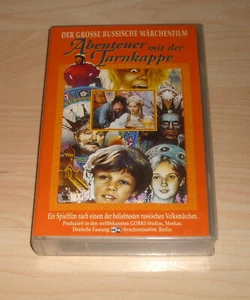 DER GROSSE RUSSISCHE MÄRCHENFILM
Abenteuer mit der
Tarnkappe
Ein Spielfilm nach einem der beliebtesten russischen Volksmärchen.
Produziert in den weltbekannten GORKI-Studios, Moskau.
Deutsche Fassung: -Synchronisation, Berlin.